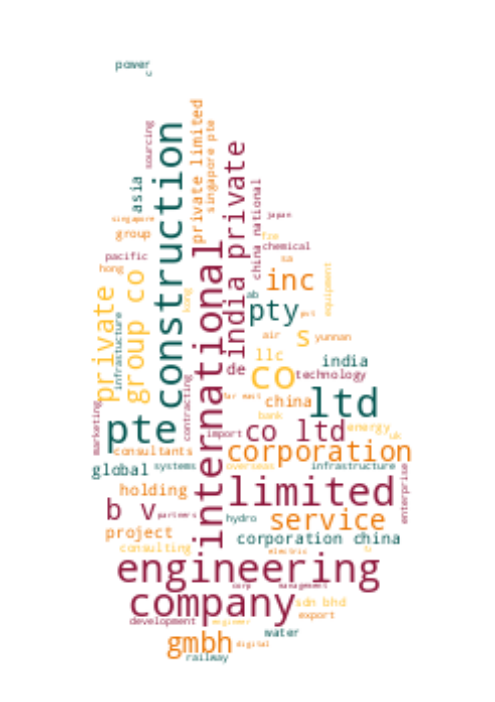 power
sourcing
construction
private limited
singapore pte
asia
india private
china national
singapore
group
japan
chemical
pacific
hong
sa
international
private
group co
inc
equipment
infrastructure
kong
ab
pty
pvt
air
s
yunnan
llc
de
india
co
technology
far east
china
ltd
marketing
pte
contracting
bank
import
co ltd
energy
uk
consultants
corporation
global
systems
overseas
infrastructure
enterprise
holding
limited
b v
partners
hydro
service
project
corporation china
consulting
electric
engineering
corp
management
company
sdn bhd
export
development
engineer
water
gmbh
digital
railway